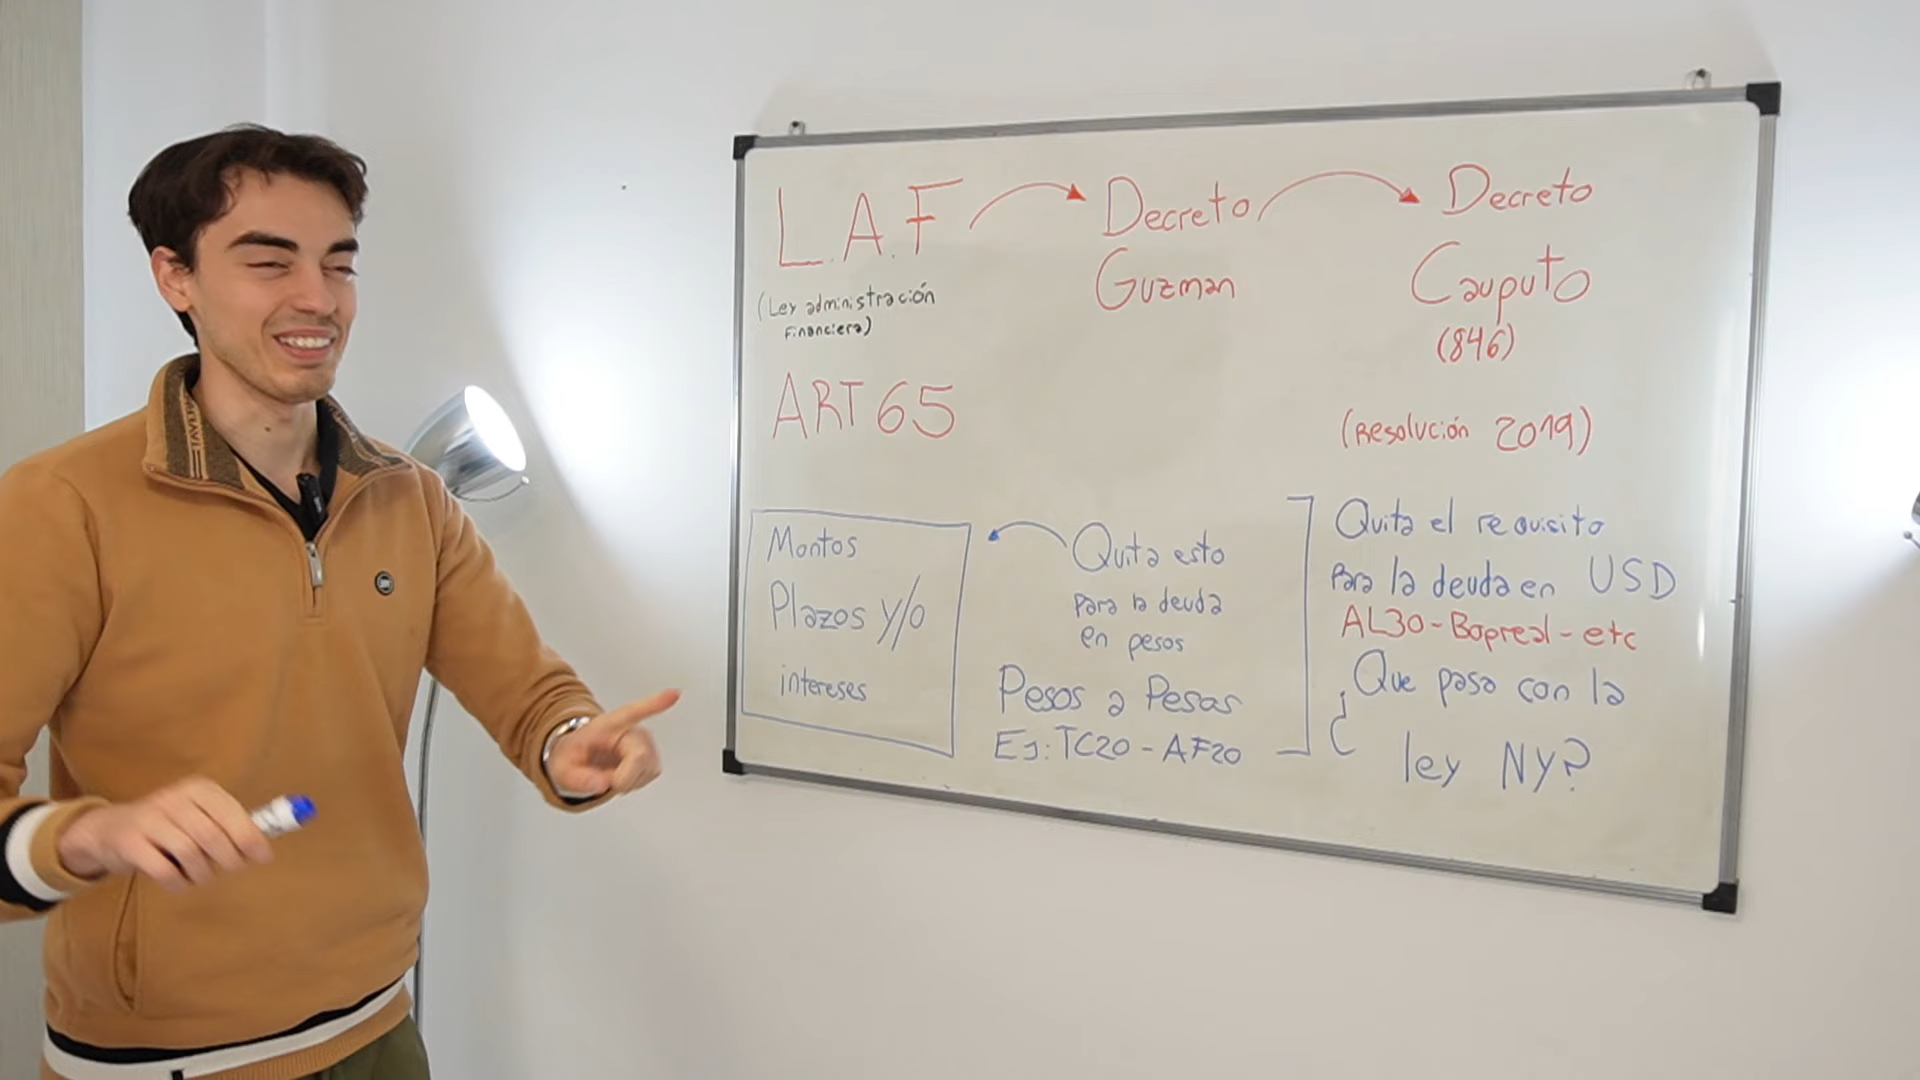 L.A.F
(Ley administración
Financiera)
ART 65
Decreto
Guzman
Decreto
Cauputo
(846)
(Resolución 2019)
Montos
Plazos y/o
intereses
Quita esto
para la deuda
en pesos
Pesos a Pesos
Ej: TC20 - AF20
Quita el requisito
Para la deuda en USD
AL30 - Bopreal - etc
¿Que pasa con la
ley NY?